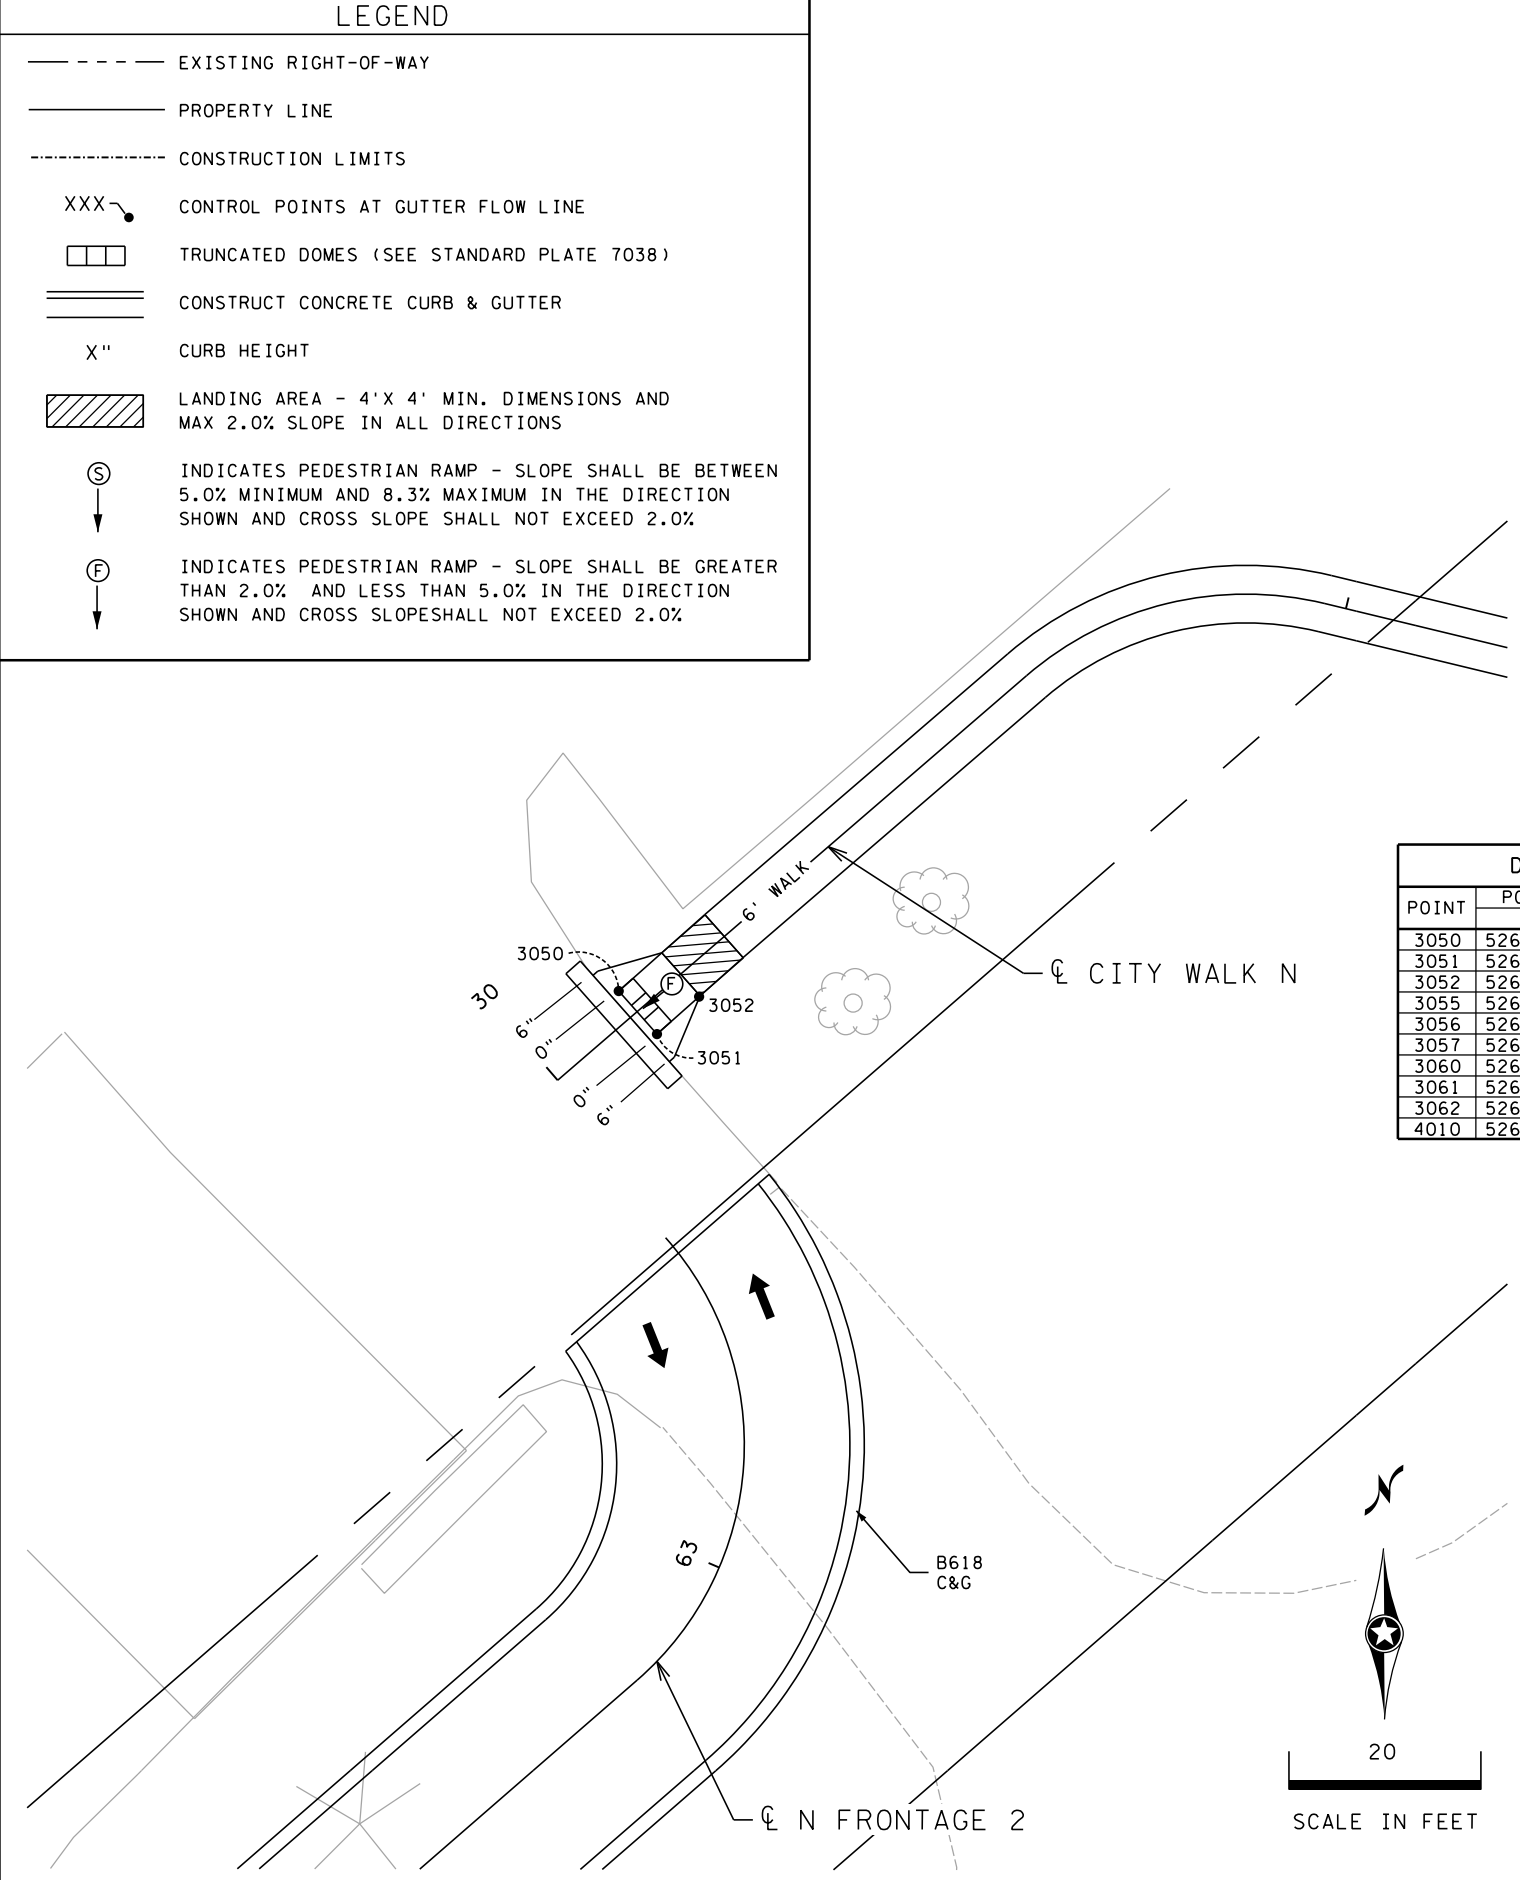 LEGEND
EXISTING RIGHT-OF-WAY
PROPERTY LINE
CONSTRUCTION LIMITS
XXX
CONTROL POINTS AT GUTTER FLOW LINE
TRUNCATED DOMES (SEE STANDARD PLATE 7038)
CONSTRUCT CONCRETE CURB & GUTTER
X"
CURB HEIGHT
LANDING AREA - 4'X 4' MIN. DIMENSIONS AND
MAX 2.0% SLOPE IN ALL DIRECTIONS
S
INDICATES PEDESTRIAN RAMP - SLOPE SHALL BE BETWEEN
5.0% MINIMUM AND 8.3% MAXIMUM IN THE DIRECTION
SHOWN AND CROSS SLOPE SHALL NOT EXCEED 2.0%
F
INDICATES PEDESTRIAN RAMP - SLOPE SHALL BE GREATER
THAN 2.0% AND LESS THAN 5.0% IN THE DIRECTION
SHOWN AND CROSS SLOPESHALL NOT EXCEED 2.0%
6' WALK
3050
F
3052
3051
30
6"
0"
0"
6"
℄ CITY WALK N
D
POINT PO
3050 526
3051 526
3052 526
3055 526
3056 526
3057 526
3060 526
3061 526
3062 526
4010 526
63
B618
C&G
℄ N FRONTAGE 2
N
20
SCALE IN FEET